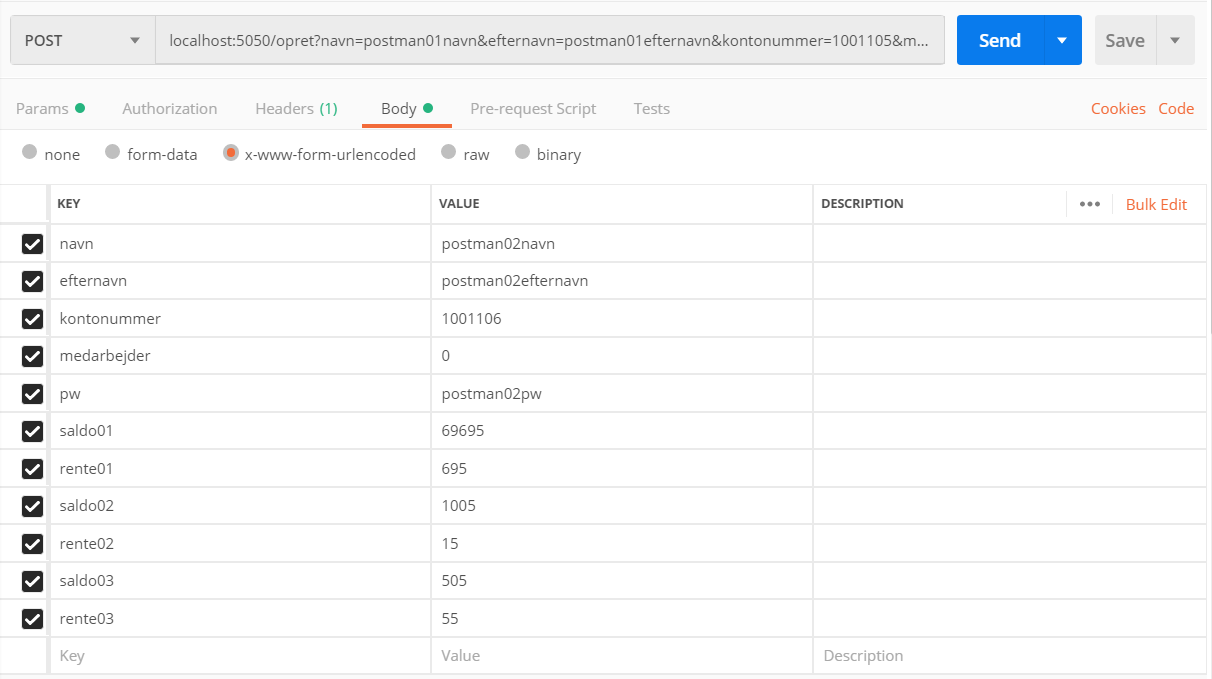 POST localhost:5050/opret?navn=postman01navn&efternavn=postman01efternavn&kontonummer=1001105&m... Send Save
Params Authorization Headers (1) Body Pre-request Script Tests Cookies Code
none form-data x-www-form-urlencoded raw binary
KEY VALUE DESCRIPTION ••• Bulk Edit
navn postman02navn
efternavn postman02efternavn
kontonummer 1001106
medarbejder 0
pw postman02pw
saldo01 69695
rente01 695
saldo02 1005
rente02 15
saldo03 505
rente03 55
Key Value Description